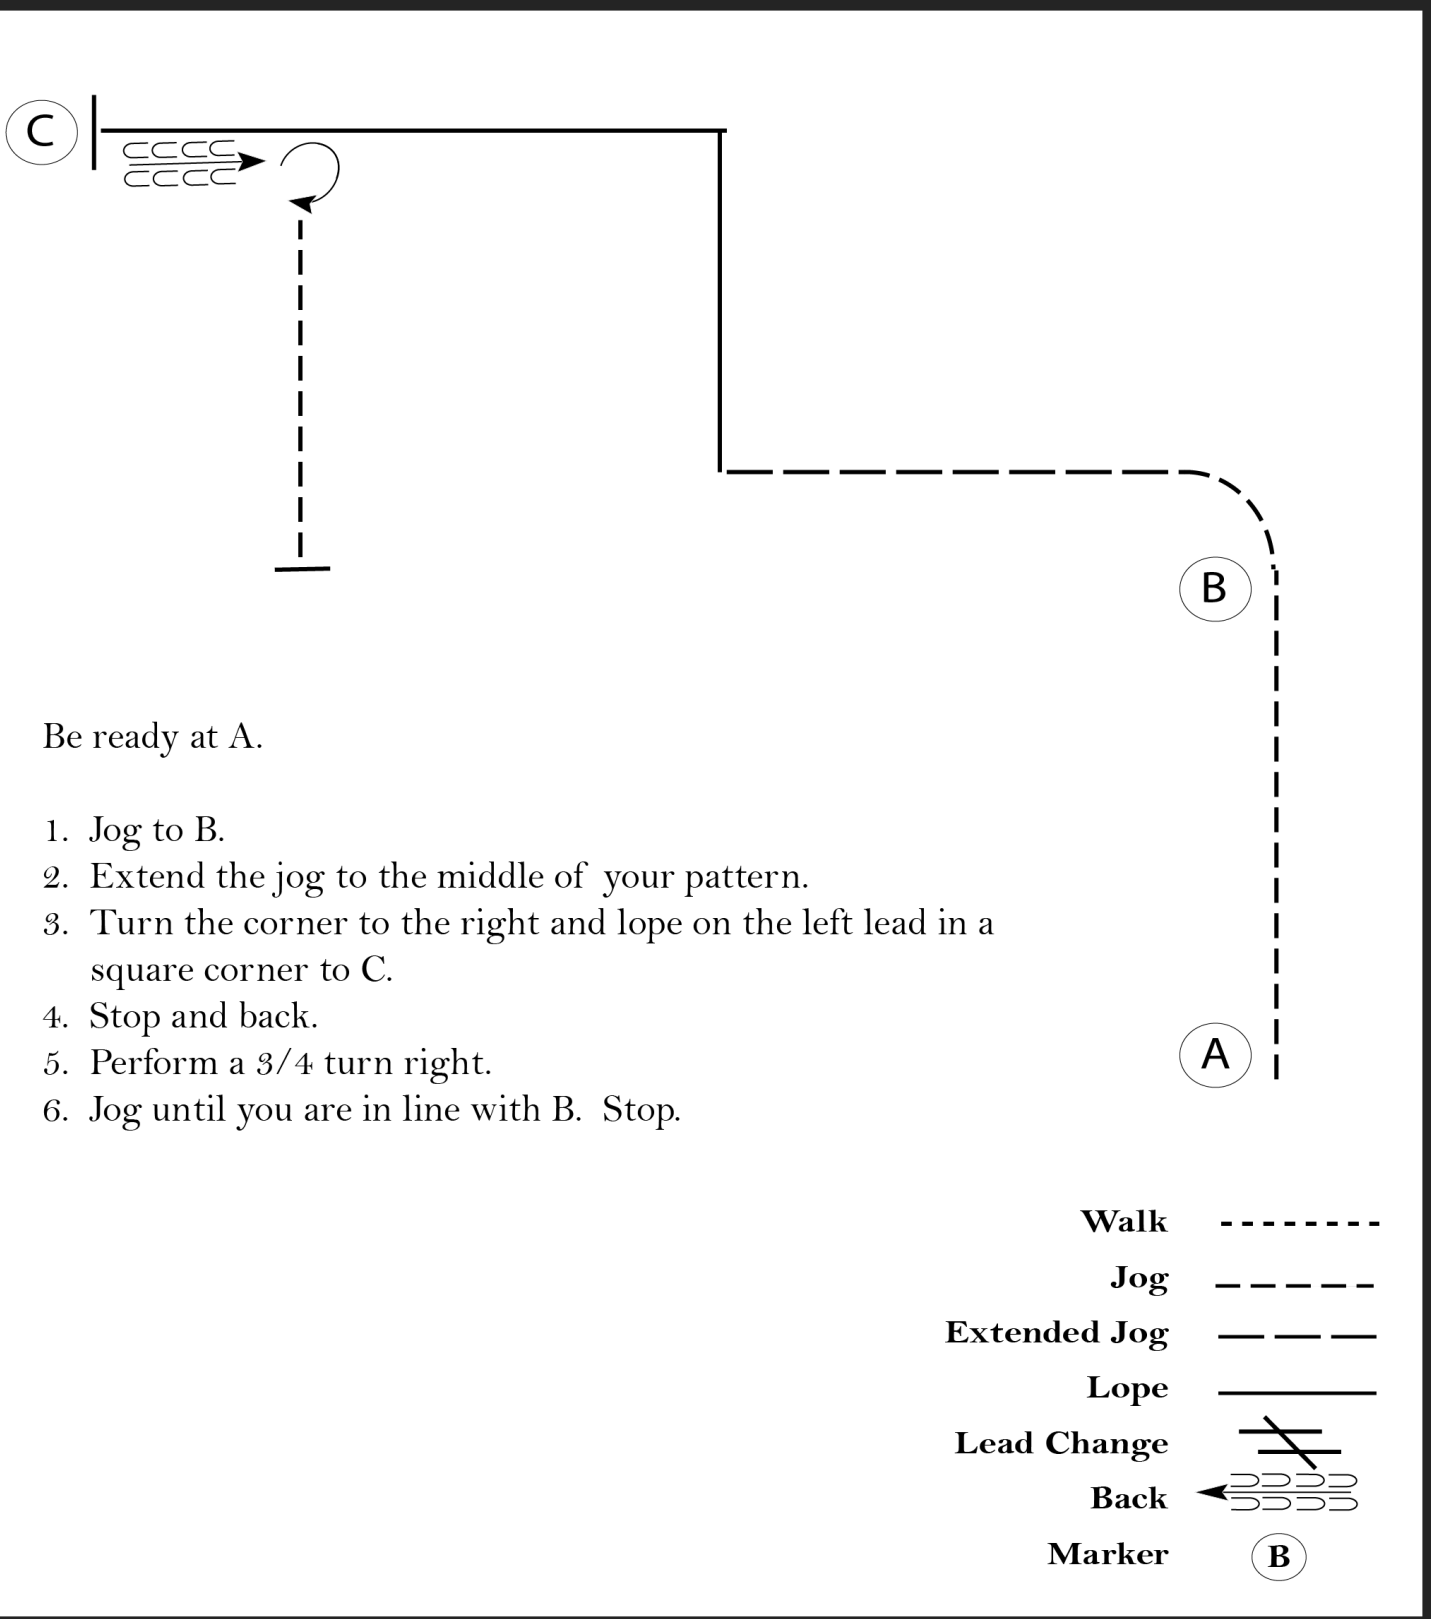 C
B
A
Be ready at A.
1. Jog to B.
2. Extend the jog to the middle of your pattern.
3. Turn the corner to the right and lope on the left lead in a
square corner to C.
4. Stop and back.
5. Perform a 3/4 turn right.
6. Jog until you are in line with B. Stop.
Walk
Jog
Extended Jog
Lope
Lead Change
Back
Marker B